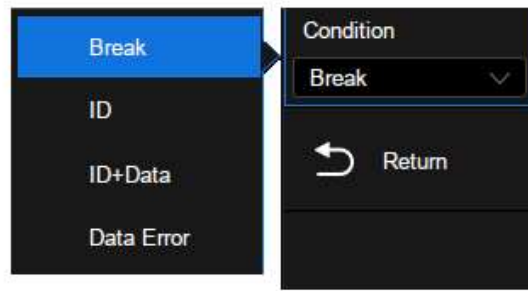 Break
ID
ID+Data
Data Error
Condition
Break
Return